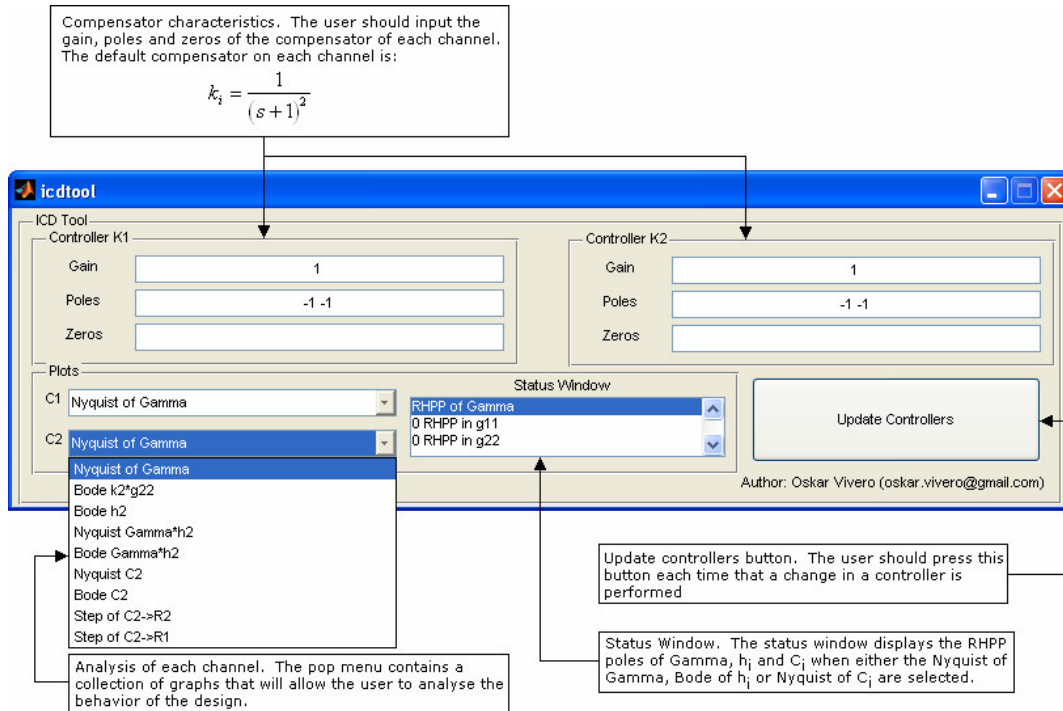 Compensator characteristics. The user should input the
gain, poles and zeros of the compensator of each channel.
The default compensator on each channel is:
k_i = 1 / (s+1)^2
icdtool
ICD Tool
Controller K1
Gain
1
Poles
-1 -1
Zeros
Controller K2
Gain
1
Poles
-1 -1
Zeros
Plots
C1
Nyquist of Gamma
C2
Nyquist of Gamma
Nyquist of Gamma
Bode k2*g22
Bode h2
Nyquist Gamma*h2
Bode Gamma*h2
Nyquist C2
Bode C2
Step of C2->R2
Step of C2->R1
Status Window
RHPP of Gamma
0 RHPP in g11
0 RHPP in g22
Update Controllers
Author: Oskar Vivero (oskar.vivero@gmail.com)
Update controllers button. The user should press this
button each time that a change in a controller is
performed
Status Window. The status window displays the RHPP
poles of Gamma, h_i and C_i when either the Nyquist of
Gamma, Bode of h_i or Nyquist of C_i are selected.
Analysis of each channel. The pop menu contains a
collection of graphs that will allow the user to analyse the
behavior of the design.